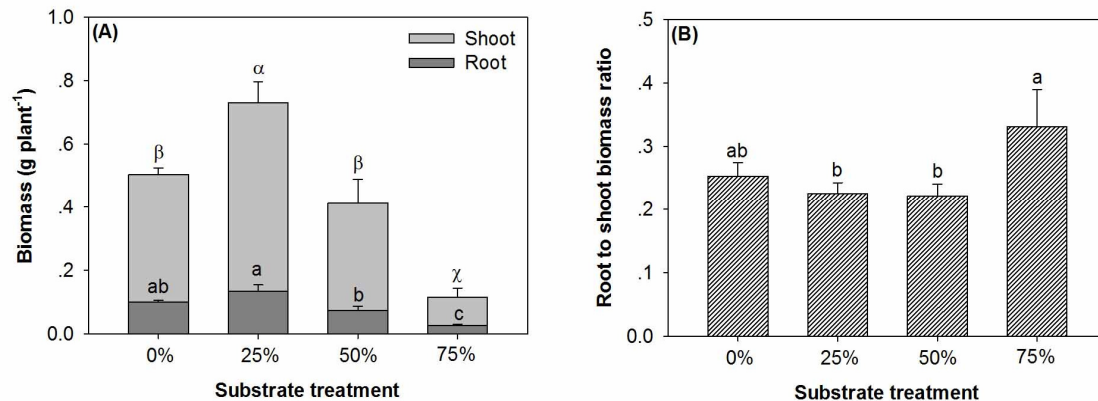 (A)
Shoot
Root
1.0
.8
.6
.4
.2
0.0
Biomass (g plant-1)
β
α
β
χ
ab
a
b
c
0%
25%
50%
75%
Substrate treatment
(B)
.5
.4
.3
.2
.1
0.0
Root to shoot biomass ratio
ab
b
b
a
0%
25%
50%
75%
Substrate treatment